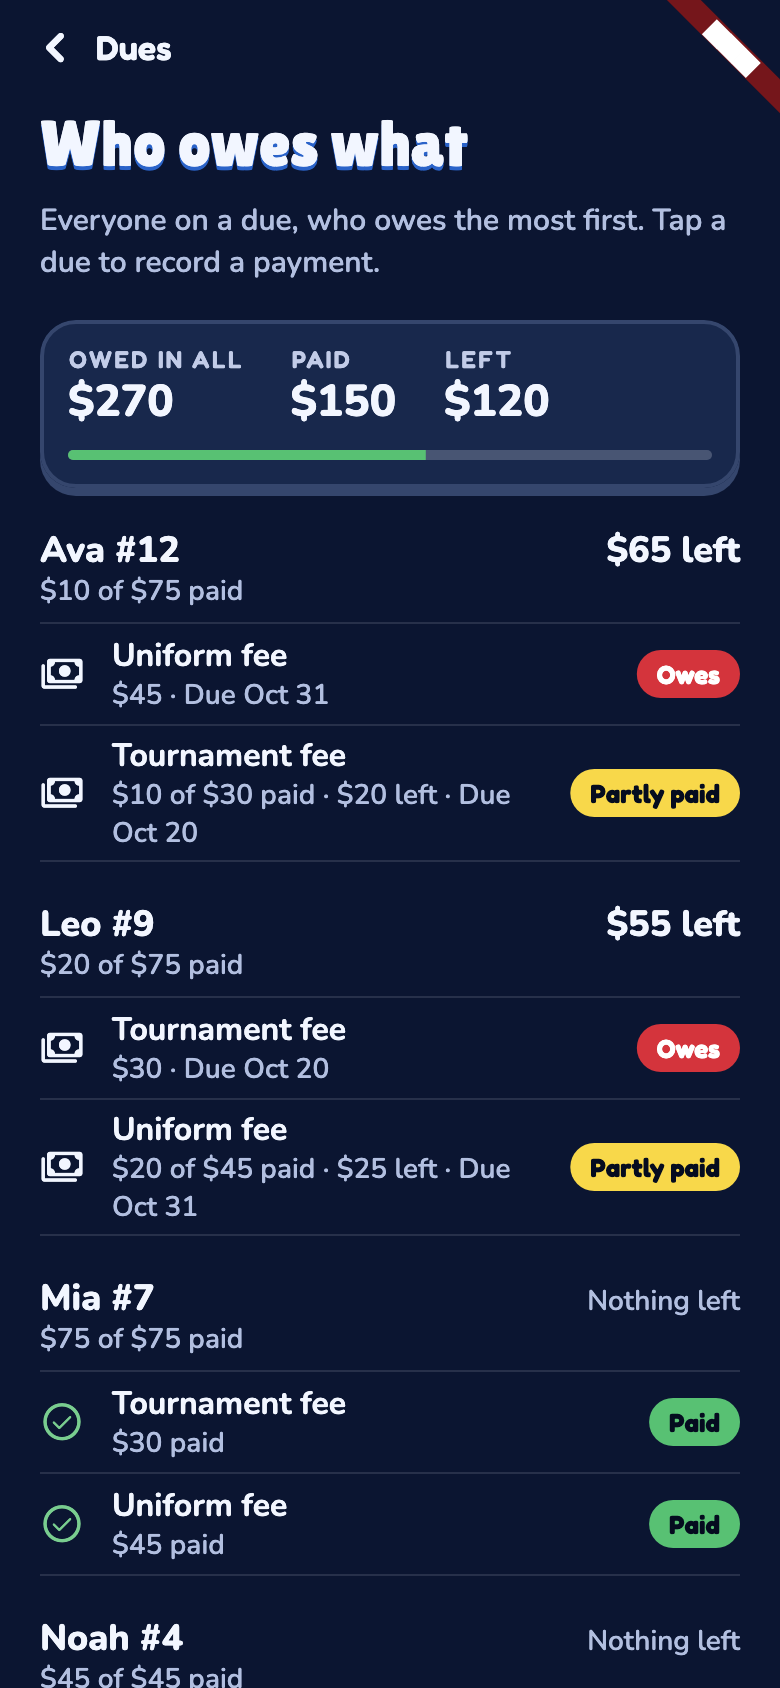 Dues
Who owes what
Everyone on a due, who owes the most first. Tap a
due to record a payment.
OWED IN ALL PAID LEFT
$270 $150 $120
Ava #12 $65 left
$10 of $75 paid
Uniform fee
$45 · Due Oct 31
Owes
Tournament fee
$10 of $30 paid · $20 left · Due
Oct 20
Partly paid
Leo #9 $55 left
$20 of $75 paid
Tournament fee
$30 · Due Oct 20
Owes
Uniform fee
$20 of $45 paid · $25 left · Due
Oct 31
Partly paid
Mia #7 Nothing left
$75 of $75 paid
Tournament fee
$30 paid
Paid
Uniform fee
$45 paid
Paid
Noah #4 Nothing left
$45 of $45 paid